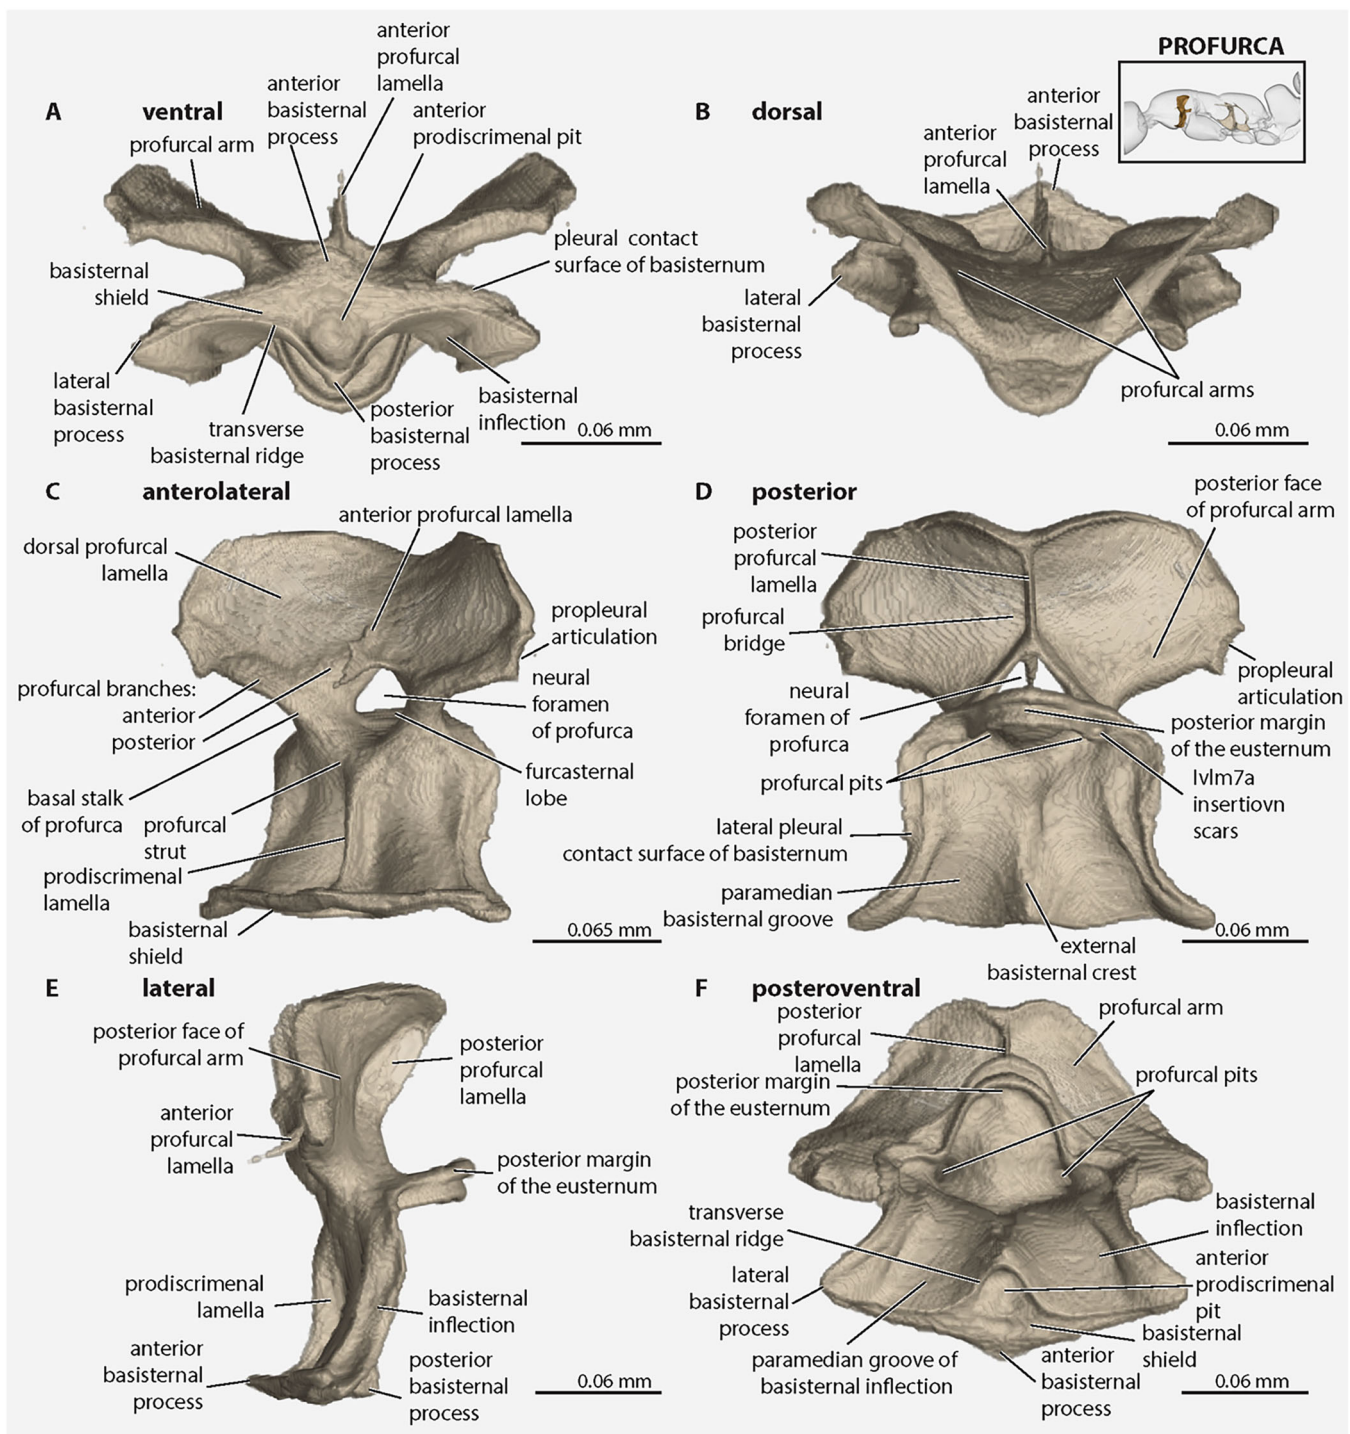 PROFURCA
A ventral
anterior
profurcal
lamella
anterior
basisternal
process
anterior
prodiscrimenal pit
profurcal arm
pleural contact
surface of basisternum
basisternal
shield
lateral
basisternal
process
transverse
basisternal ridge
posterior
basisternal
process
basisternal
inflection
0.06 mm
B dorsal
anterior
basisternal
process
anterior
profurcal
lamella
lateral
basisternal
process
profurcal arms
0.06 mm
C anterolateral
anterior profurcal lamella
dorsal profurcal
lamella
propleural
articulation
profurcal branches:
anterior
posterior
neural
foramen
of profurca
basal stalk
of profurca
profurcal
strut
furcasternal
lobe
prodiscrimenal
lamella
basisternal
shield
0.065 mm
D posterior
posterior face
of profurcal arm
posterior
profurcal
lamella
profurcal
bridge
propleural
articulation
neural
foramen of
profurca
posterior margin
of the eusternum
profurcal pits
lvlm7a
insertiovn
scars
lateral pleural
contact surface of basisternum
paramedian
basisternal groove
external
basisternal crest
0.06 mm
E lateral
posterior face of
profurcal arm
posterior
profurcal
lamella
anterior
profurcal
lamella
posterior margin
of the eusternum
prodiscrimenal
lamella
basisternal
inflection
anterior
basisternal
process
posterior
basisternal
process
0.06 mm
F posteroventral
posterior
profurcal
lamella
profurcal arm
posterior margin
of the eusternum
profurcal pits
transverse
basisternal ridge
basisternal
inflection
lateral
basisternal
process
anterior
prodiscrimenal
pit
basisternal
shield
paramedian groove of
basisternal inflection
anterior
basisternal
process
0.06 mm